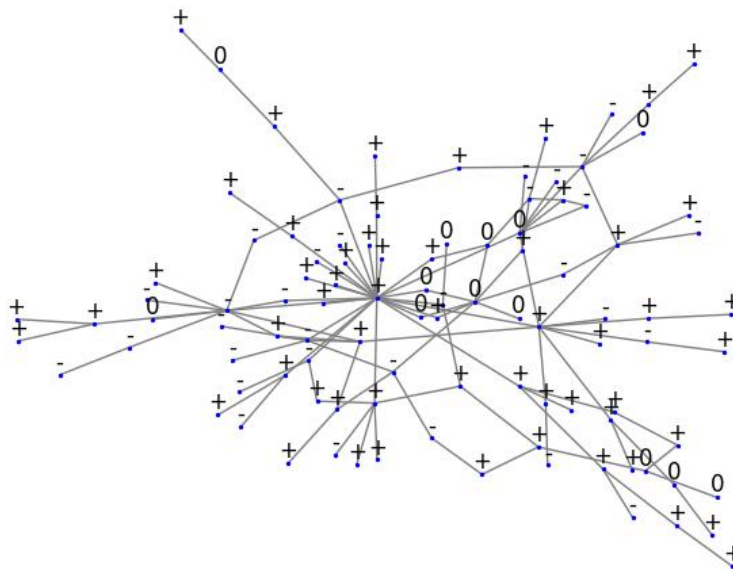 +
+
0
+
-
+
0
+
+
+ -
- -
+
- - + -
+ +
+ 0 -
- 0 +
- + 0
+ +
- + + -
+ + 0
+ - + + 0
- - + 0 - 0 + - + +
+ 0 + + -
- + - + -
- + - + +
- + + + + +
+ - + - +
+ - + + - + + 0 0 0
- + +
+